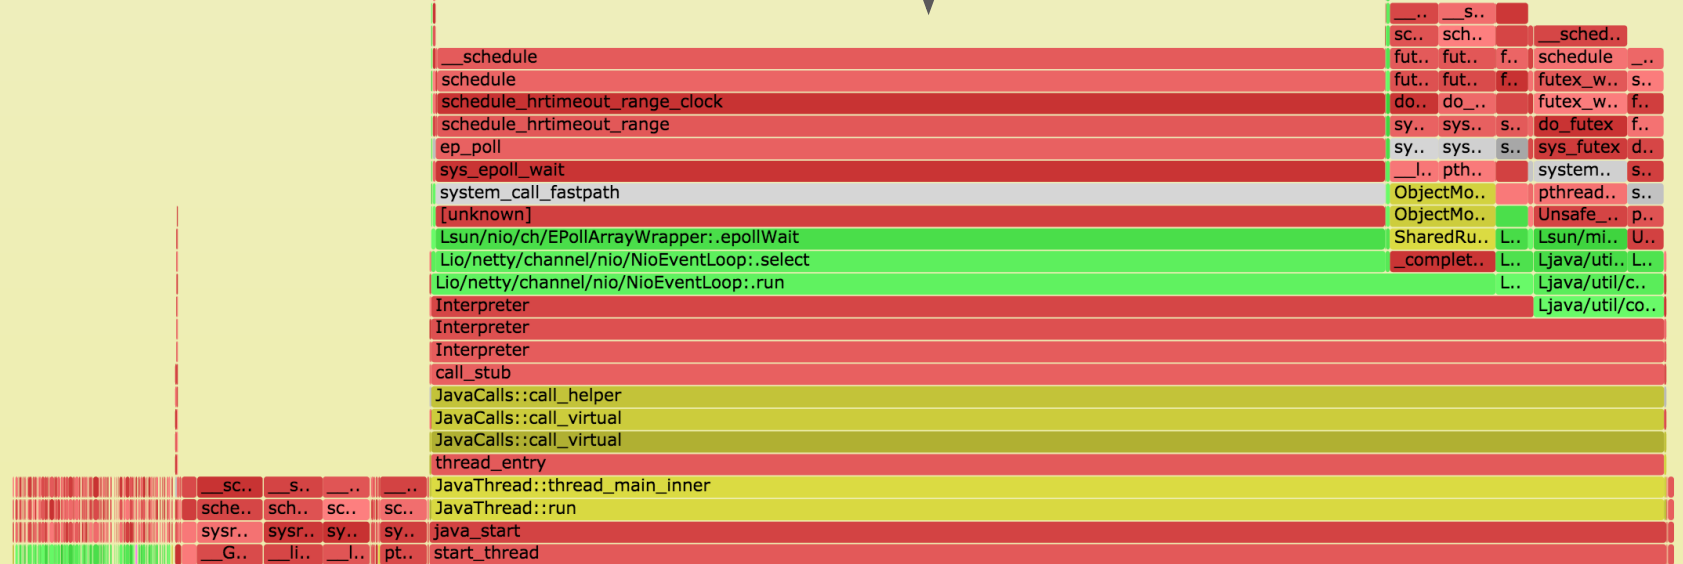 __.. __s..
sc.. sch.. __sched..
__schedule fut.. fut.. f.. schedule _..
schedule fut.. fut.. f.. futex_w.. s..
schedule_hrtimeout_range_clock do.. do_.. futex_w.. f..
schedule_hrtimeout_range sy.. sys.. s.. do_futex f..
ep_poll sy.. sys.. s.. sys_futex d..
sys_epoll_wait __l.. pth.. system.. s..
system_call_fastpath ObjectMo.. pthread.. s..
[unknown] ObjectMo.. Unsafe_.. p..
Lsun/nio/ch/EPollArrayWrapper:.epollWait SharedRu.. L.. Lsun/mi.. U..
Lio/netty/channel/nio/NioEventLoop:.select _complet.. L.. Ljava/uti.. L..
Lio/netty/channel/nio/NioEventLoop:.run L.. Ljava/util/c..
Interpreter Ljava/util/co..
Interpreter
Interpreter
call_stub
JavaCalls::call_helper
JavaCalls::call_virtual
JavaCalls::call_virtual
thread_entry
__sc.. __s.. __.. __.. JavaThread::thread_main_inner
sche.. sch.. sc.. sc.. JavaThread::run
sysr.. sysr.. sy.. sy.. java_start
__G.. __li.. __l.. pt.. start_thread